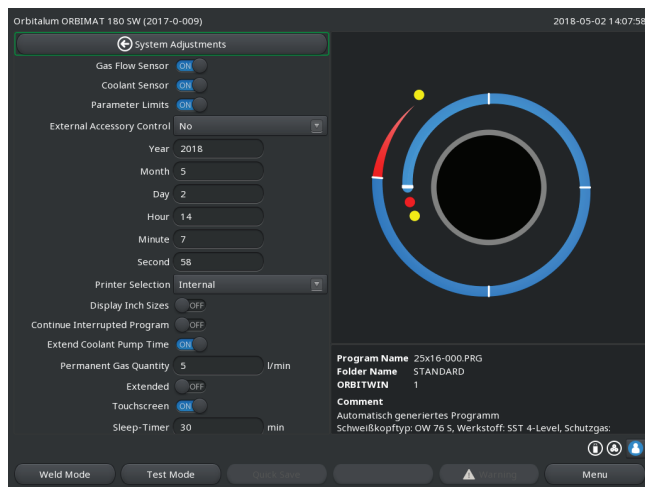 Orbitalum ORBIMAT 180 SW (2017-0-009)
2018-05-02 14:07:58
System Adjustments
Gas Flow Sensor ON
Coolant Sensor ON
Parameter Limits ON
External Accessory Control No
Year 2018
Month 5
Day 2
Hour 14
Minute 7
Second 58
Printer Selection Internal
Display Inch Sizes OFF
Continue Interrupted Program OFF
Extend Coolant Pump Time ON
Permanent Gas Quantity 5 l/min
Extended OFF
Touchscreen ON
Sleep-Timer 30 min
Program Name 25x16-000.PRG
Folder Name STANDARD
ORBITWIN 1
Comment
Automatisch generiertes Programm
Schweißkopftyp: OW 76 S, Werkstoff: SST 4-Level, Schutzgas:
Weld Mode Test Mode Quick Save Warning Menu